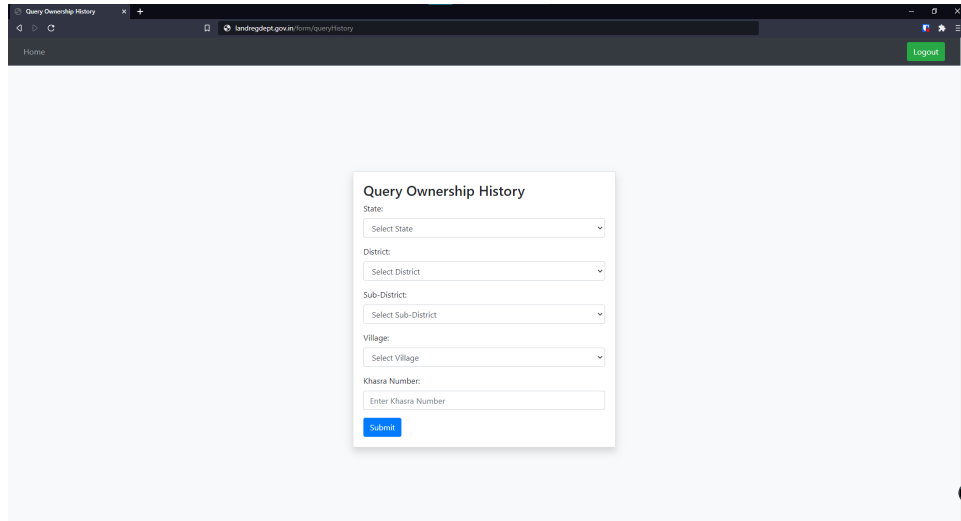 Query Ownership History
landregdept.gov.in/form/queryHistory
Home
Logout
Query Ownership History
State:
Select State
District:
Select District
Sub-District:
Select Sub-District
Village:
Select Village
Khasra Number:
Enter Khasra Number
Submit